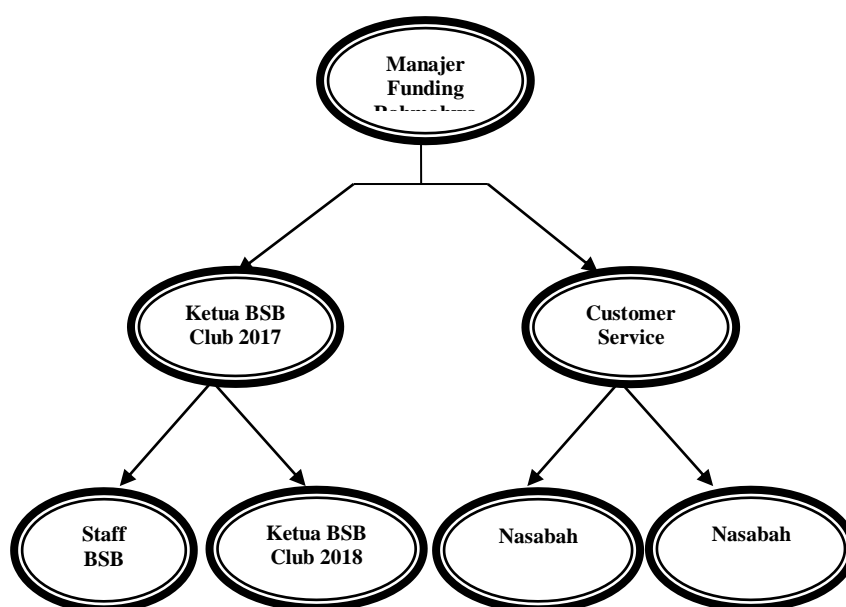 Manajer
Funding
Ketua BSB
Club 2017
Customer
Service
Staff
BSB
Ketua BSB
Club 2018
Nasabah
Nasabah